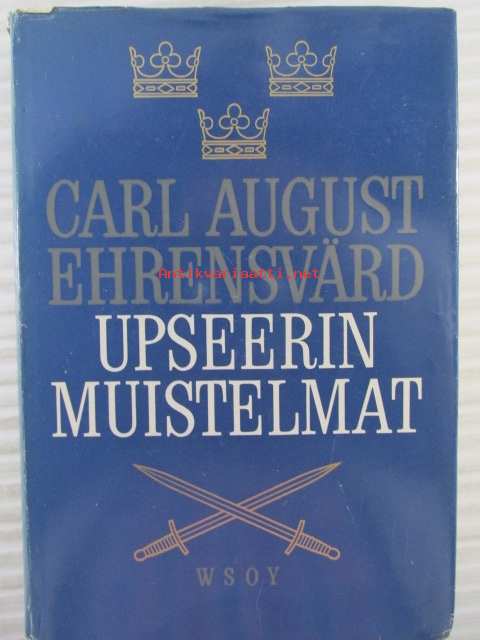 CARL AUGUST
EHRENSVÄRD
Antikvariaatti.net
UPSEERIN
MUISTELMAT
WSOY